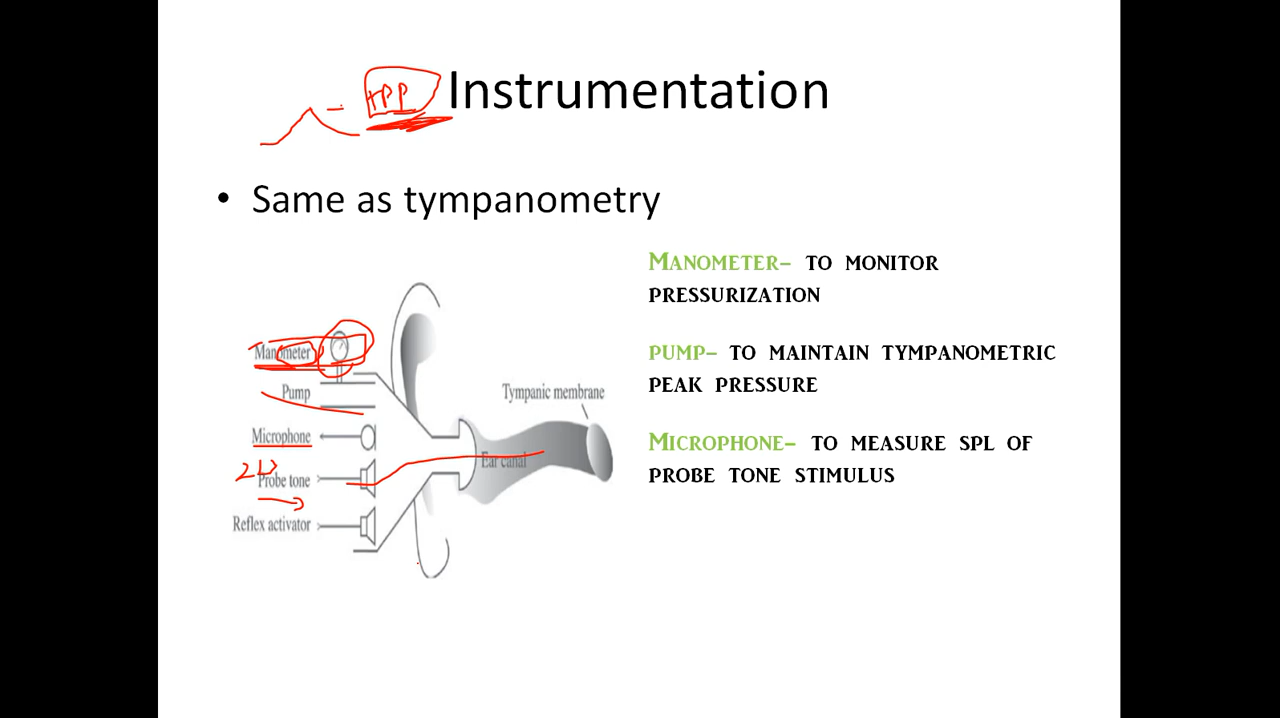 Instrumentation
• Same as tympanometry
MANOMETER- TO MONITOR
PRESSURIZATION
PUMP- TO MAINTAIN TYMPANOMETRIC
PEAK PRESSURE
MICROPHONE- TO MEASURE SPL OF
PROBE TONE STIMULUS
Manometer
Pump
Microphone
Probe tone
Reflex activator
Tympanic membrane
Ear canal